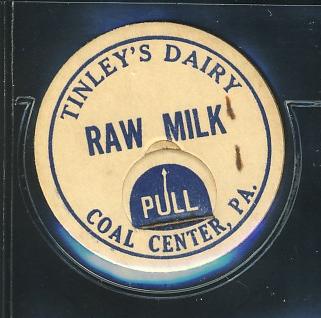 TINLEY'S DAIRY
RAW MILK
PULL
COAL CENTER, PA.